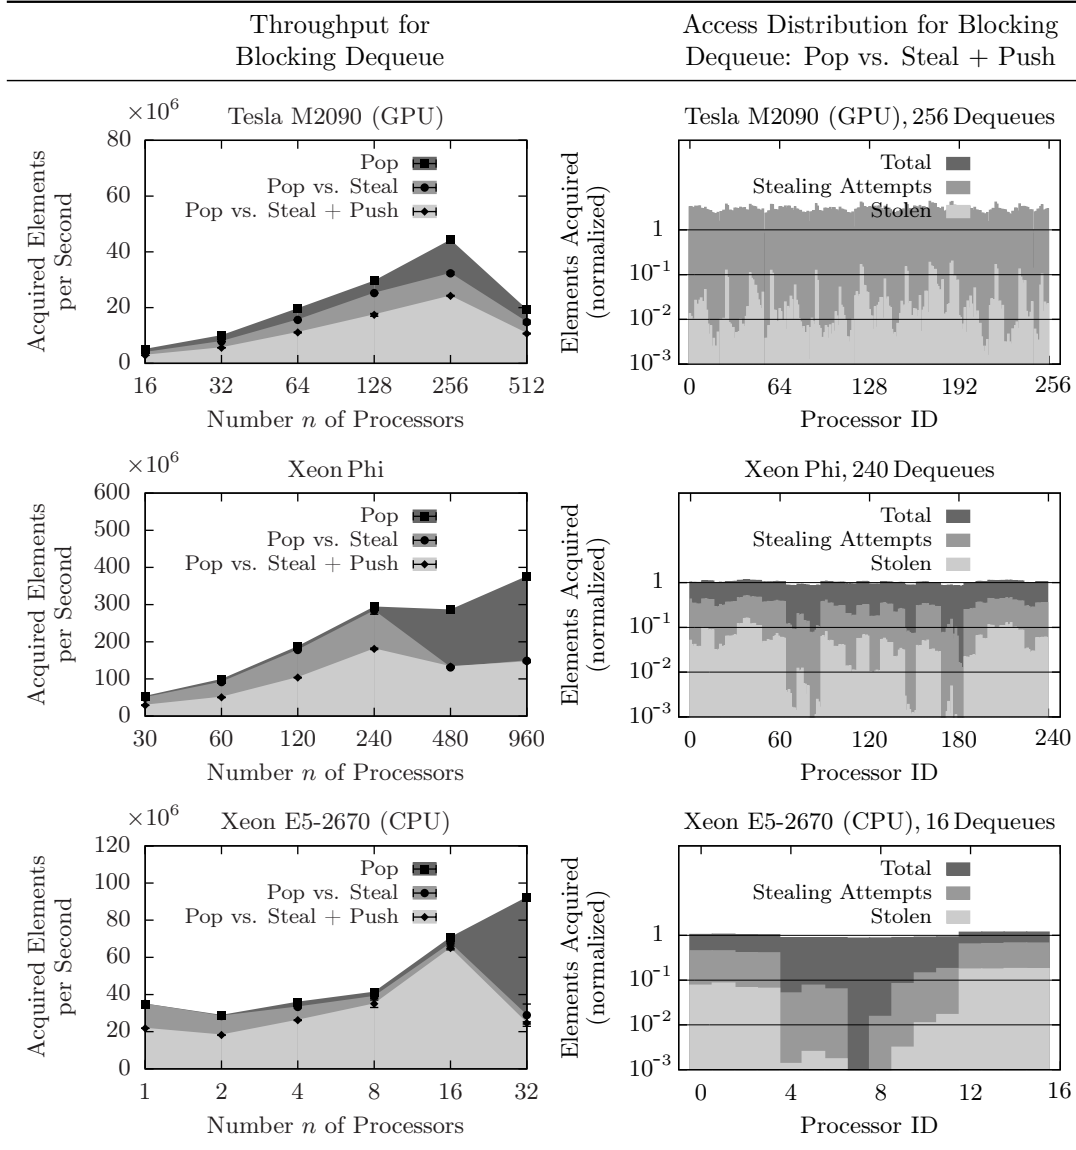 Throughput for
Blocking Dequeue
Access Distribution for Blocking
Dequeue: Pop vs. Steal + Push
×10⁶
Tesla M2090 (GPU)
Acquired Elements
per Second
80
60
40
20
0
Pop
Pop vs. Steal
Pop vs. Steal + Push
16 32 64 128 256 512
Number n of Processors
Tesla M2090 (GPU), 256 Dequeues
Elements Acquired
(normalized)
1
10⁻¹
10⁻²
10⁻³
Total
Stealing Attempts
Stolen
0 64 128 192 256
Processor ID
×10⁶
Xeon Phi
Acquired Elements
per Second
600
500
400
300
200
100
0
Pop
Pop vs. Steal
Pop vs. Steal + Push
30 60 120 240 480 960
Number n of Processors
Xeon Phi, 240 Dequeues
Elements Acquired
(normalized)
1
10⁻¹
10⁻²
10⁻³
Total
Stealing Attempts
Stolen
0 60 120 180 240
Processor ID
×10⁶
Xeon E5-2670 (CPU)
Acquired Elements
per Second
120
100
80
60
40
20
0
Pop
Pop vs. Steal
Pop vs. Steal + Push
1 2 4 8 16 32
Number n of Processors
Xeon E5-2670 (CPU), 16 Dequeues
Elements Acquired
(normalized)
1
10⁻¹
10⁻²
10⁻³
Total
Stealing Attempts
Stolen
0 4 8 12 16
Processor ID